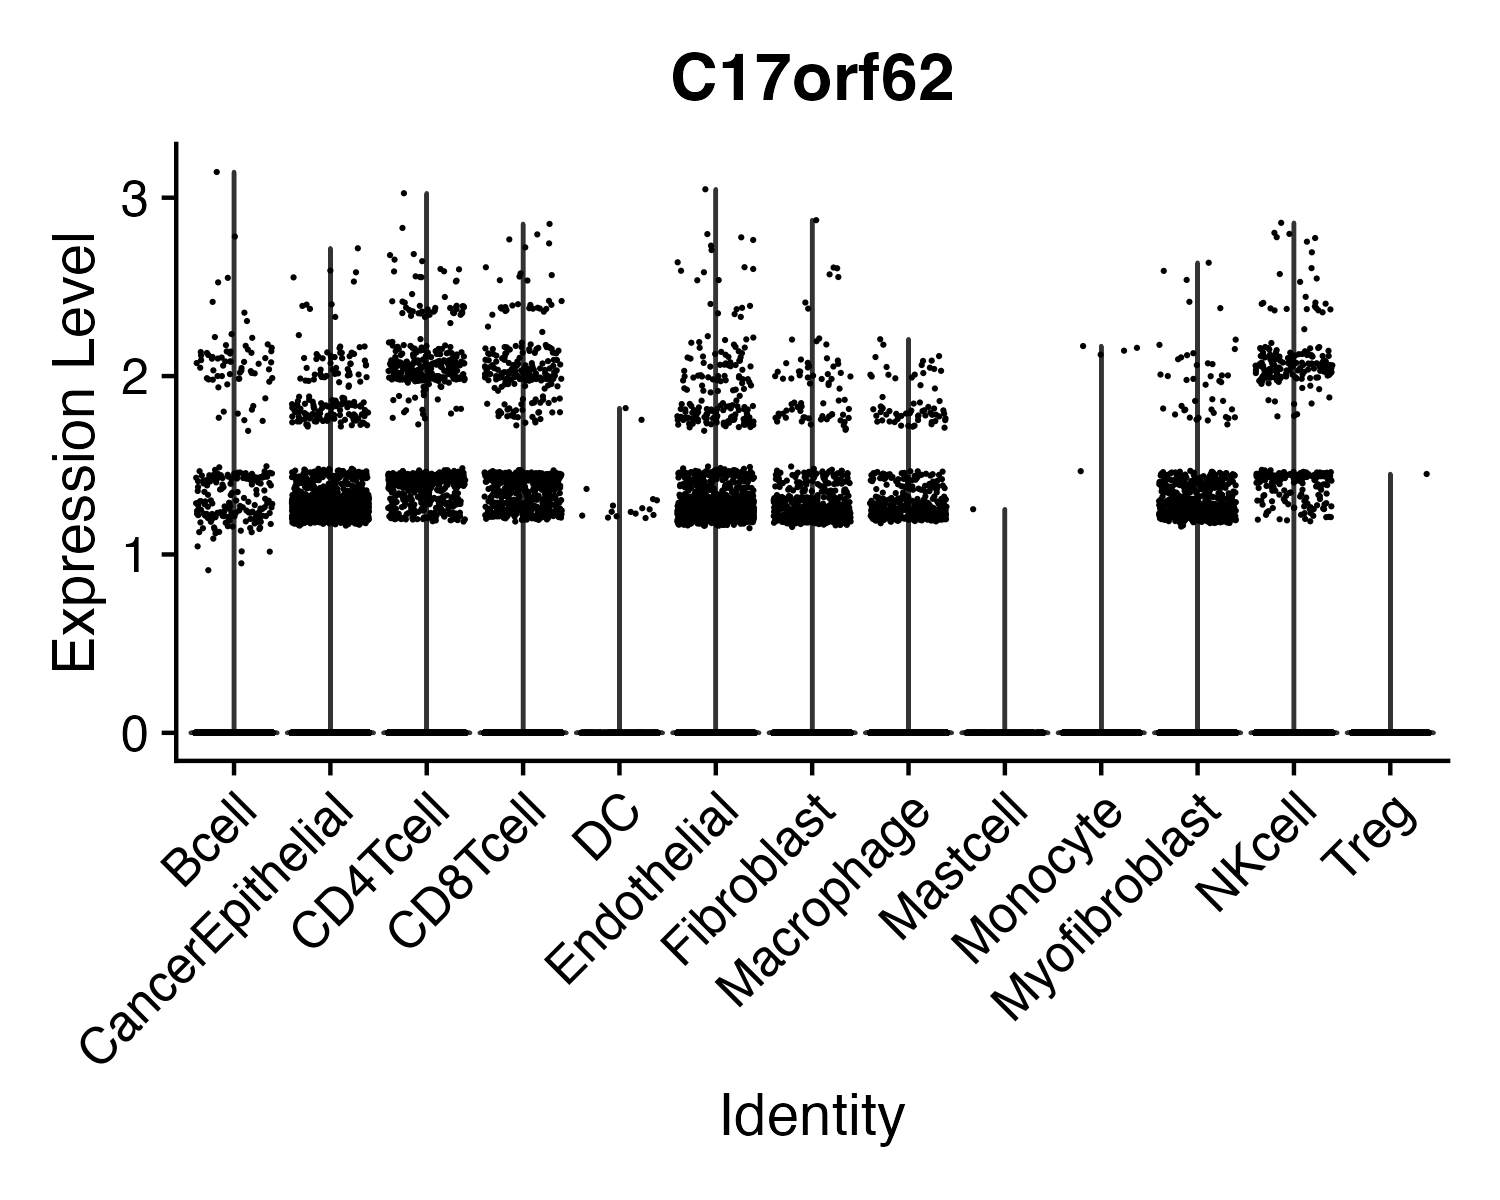 C17orf62
Expression Level
3
2
1
0
Bcell
CancerEpithelial
CD4Tcell
CD8Tcell
DC
Endothelial
Fibroblast
Macrophage
Mastcell
Monocyte
Myofibroblast
NKcell
Treg
Identity